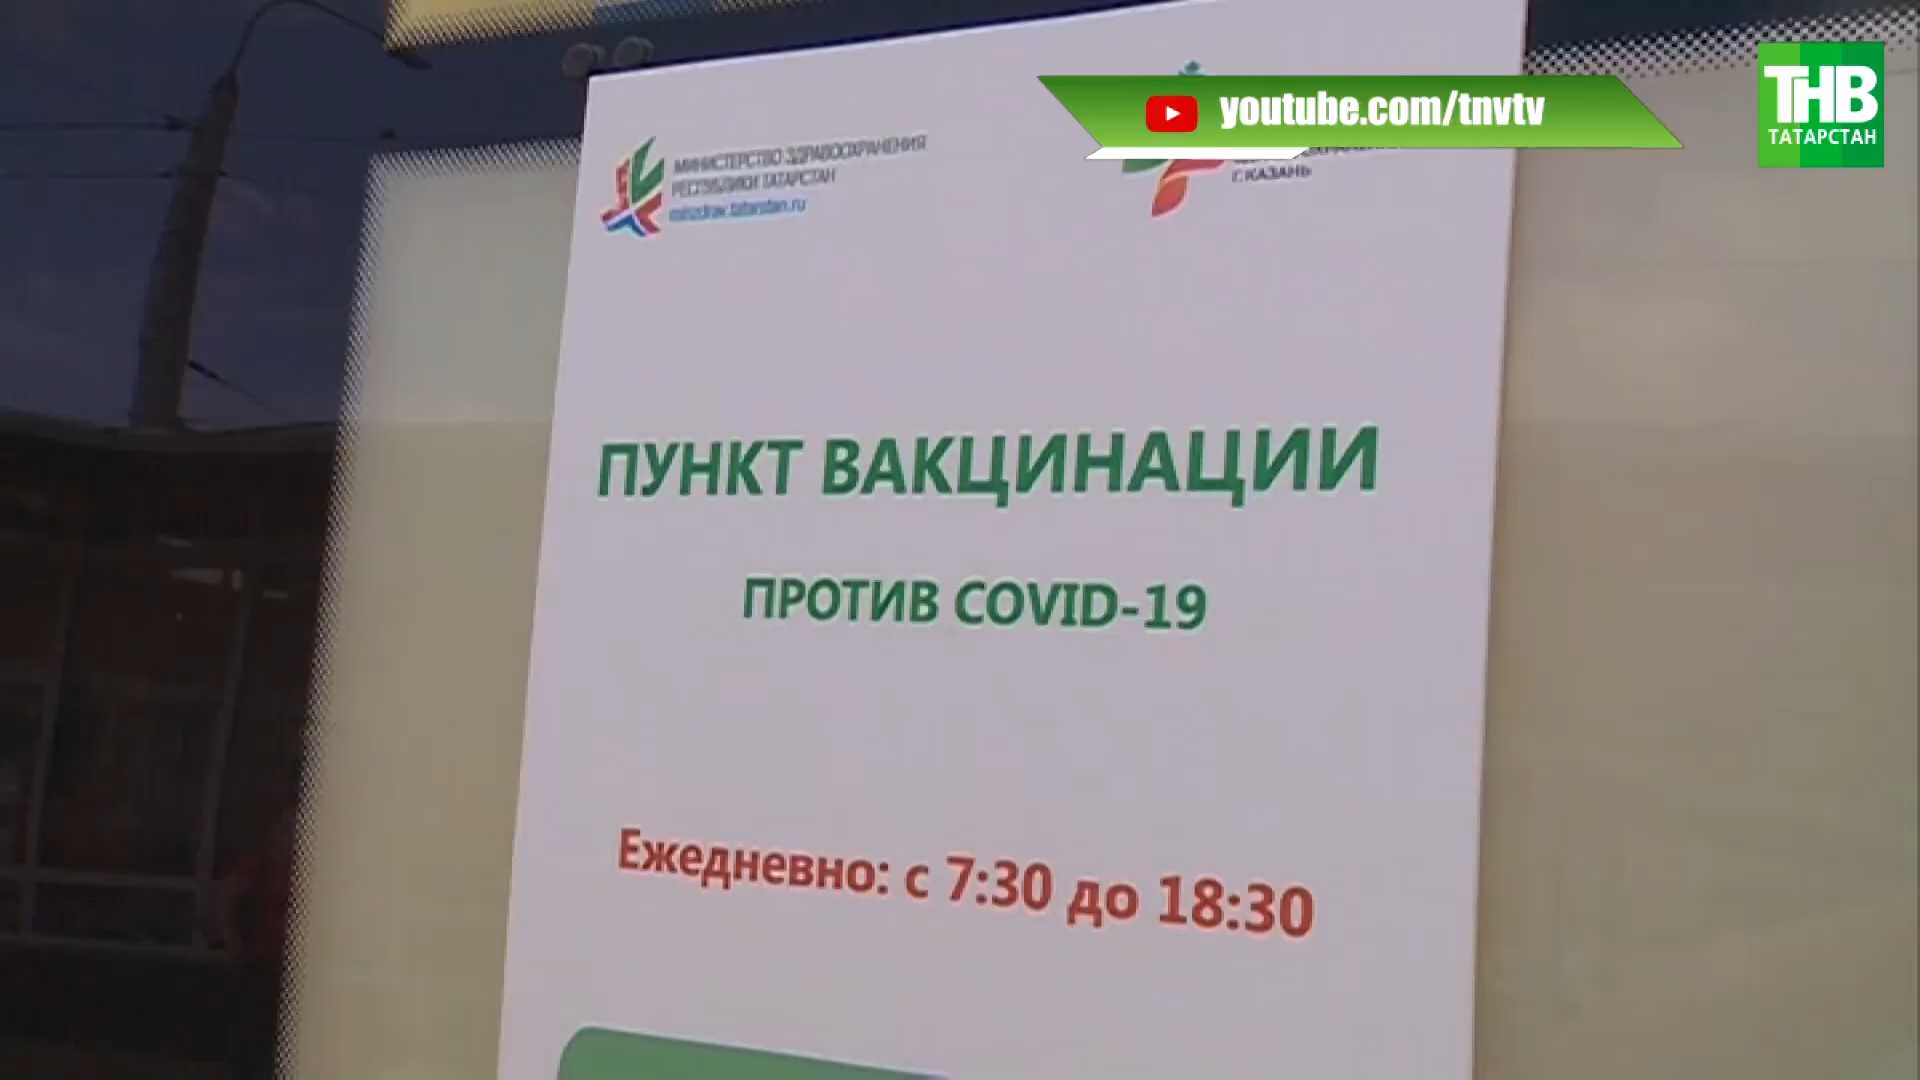 youtube.com/tnvtv
ТНВ
ТАТАРСТАН
МИНИСТЕРСТВО ЗДРАВООХРАНЕНИЯ
РЕСПУБЛИКИ ТАТАРСТАН
minzdrav.tatarstan.ru
Г.КАЗАНЬ
ПУНКТ ВАКЦИНАЦИИ
ПРОТИВ COVID-19
Ежедневно: с 7:30 до 18:30